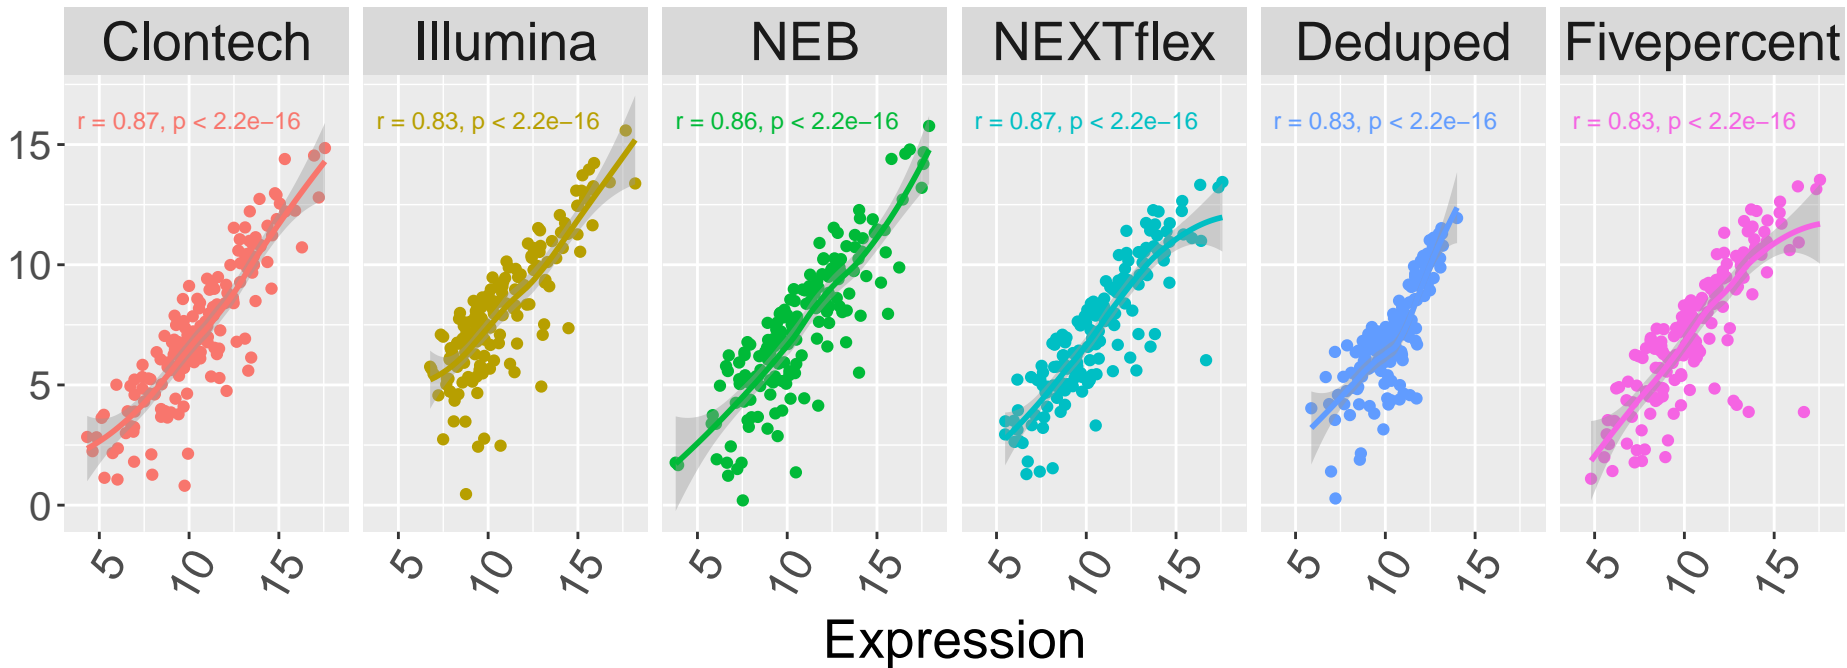 Clontech Illumina NEB NEXTflex Deduped Fivepercent
r = 0.87, p < 2.2e−16 r = 0.83, p < 2.2e−16 r = 0.86, p < 2.2e−16 r = 0.87, p < 2.2e−16 r = 0.83, p < 2.2e−16 r = 0.83, p < 2.2e−16
15
10
5
0
5 10 15 5 10 15 5 10 15 5 10 15 5 10 15 5 10 15
Expression